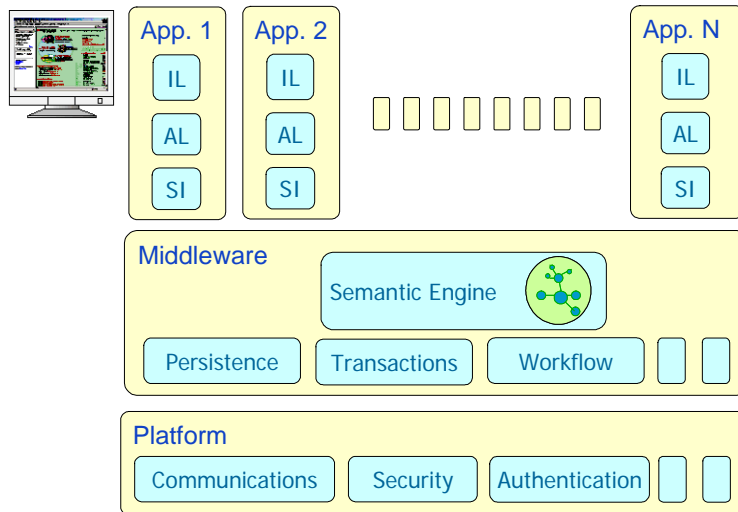 App. 1
App. 2
App. N
IL
IL
IL
AL
AL
AL
SI
SI
SI
Middleware
Semantic Engine
Persistence
Transactions
Workflow
Platform
Communications
Security
Authentication